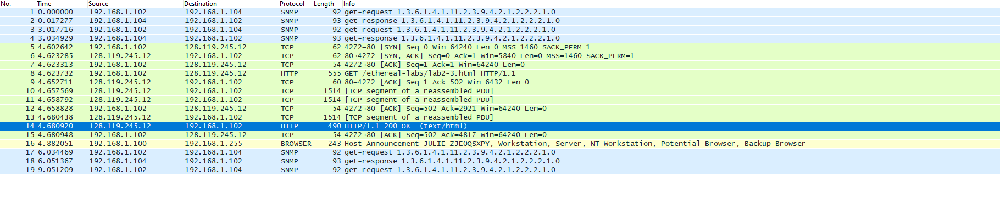 No. Time Source Destination Protocol Length Info
1 0.000000 192.168.1.102 192.168.1.104 SNMP 92 get-request 1.3.6.1.4.1.11.2.3.9.4.2.1.2.2.2.1.0
2 0.017277 192.168.1.104 192.168.1.102 SNMP 93 get-response 1.3.6.1.4.1.11.2.3.9.4.2.1.2.2.2.1.0
3 3.017716 192.168.1.102 192.168.1.104 SNMP 92 get-request 1.3.6.1.4.1.11.2.3.9.4.2.1.2.2.2.1.0
4 3.034929 192.168.1.104 192.168.1.102 SNMP 93 get-response 1.3.6.1.4.1.11.2.3.9.4.2.1.2.2.2.1.0
5 4.602642 192.168.1.102 128.119.245.12 TCP 62 4272→80 [SYN] Seq=0 Win=64240 Len=0 MSS=1460 SACK_PERM=1
6 4.623285 128.119.245.12 192.168.1.102 TCP 62 80→4272 [SYN, ACK] Seq=0 Ack=1 Win=5840 Len=0 MSS=1460 SACK_PERM=1
7 4.623313 192.168.1.102 128.119.245.12 TCP 54 4272→80 [ACK] Seq=1 Ack=1 Win=64240 Len=0
8 4.623732 192.168.1.102 128.119.245.12 HTTP 555 GET /ethereal-labs/lab2-3.html HTTP/1.1
9 4.652711 128.119.245.12 192.168.1.102 TCP 60 80→4272 [ACK] Seq=1 Ack=502 Win=6432 Len=0
10 4.657569 128.119.245.12 192.168.1.102 TCP 1514 [TCP segment of a reassembled PDU]
11 4.658792 128.119.245.12 192.168.1.102 TCP 1514 [TCP segment of a reassembled PDU]
12 4.658828 192.168.1.102 128.119.245.12 TCP 54 4272→80 [ACK] Seq=502 Ack=2921 Win=64240 Len=0
13 4.680438 128.119.245.12 192.168.1.102 TCP 1514 [TCP segment of a reassembled PDU]
14 4.680920 128.119.245.12 192.168.1.102 HTTP 490 HTTP/1.1 200 OK (text/html)
15 4.680948 192.168.1.102 128.119.245.12 TCP 54 4272→80 [ACK] Seq=502 Ack=4817 Win=64240 Len=0
16 4.882051 192.168.1.100 192.168.1.255 BROWSER 243 Host Announcement JULIE-ZJEOQSXPY, Workstation, Server, NT Workstation, Potential Browser, Backup Browser
17 6.034469 192.168.1.102 192.168.1.104 SNMP 92 get-request 1.3.6.1.4.1.11.2.3.9.4.2.1.2.2.2.1.0
18 6.051367 192.168.1.104 192.168.1.102 SNMP 93 get-response 1.3.6.1.4.1.11.2.3.9.4.2.1.2.2.2.1.0
19 9.051209 192.168.1.102 192.168.1.104 SNMP 92 get-request 1.3.6.1.4.1.11.2.3.9.4.2.1.2.2.2.1.0